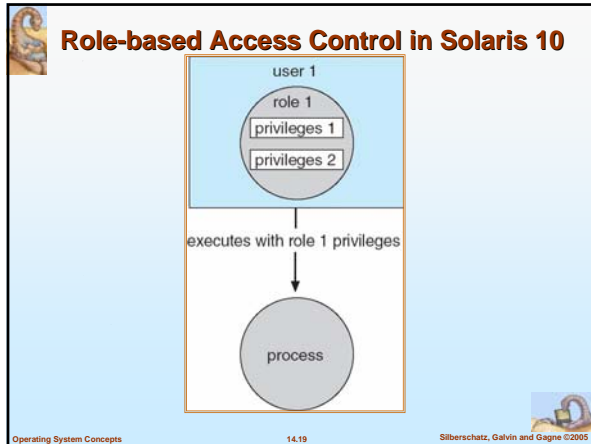 Role-based Access Control in Solaris 10
user 1
role 1
privileges 1
privileges 2
executes with role 1 privileges
process
Operating System Concepts
14.19
Silberschatz, Galvin and Gagne ©2005